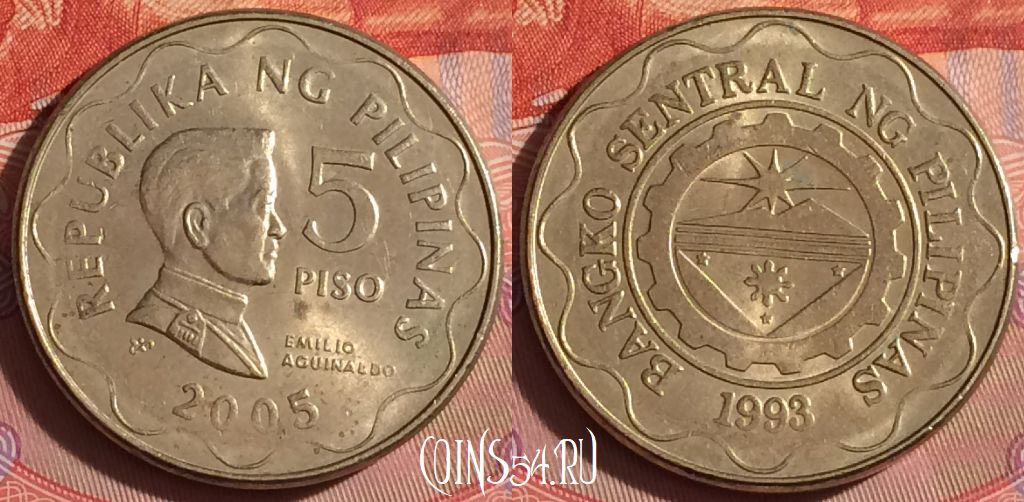 REPUBLIKA NG PILIPINAS
5
PISO
EMILIO
AGUINALDO
2005
BANGKO SENTRAL NG PILIPINAS
1993
COINS54.RU